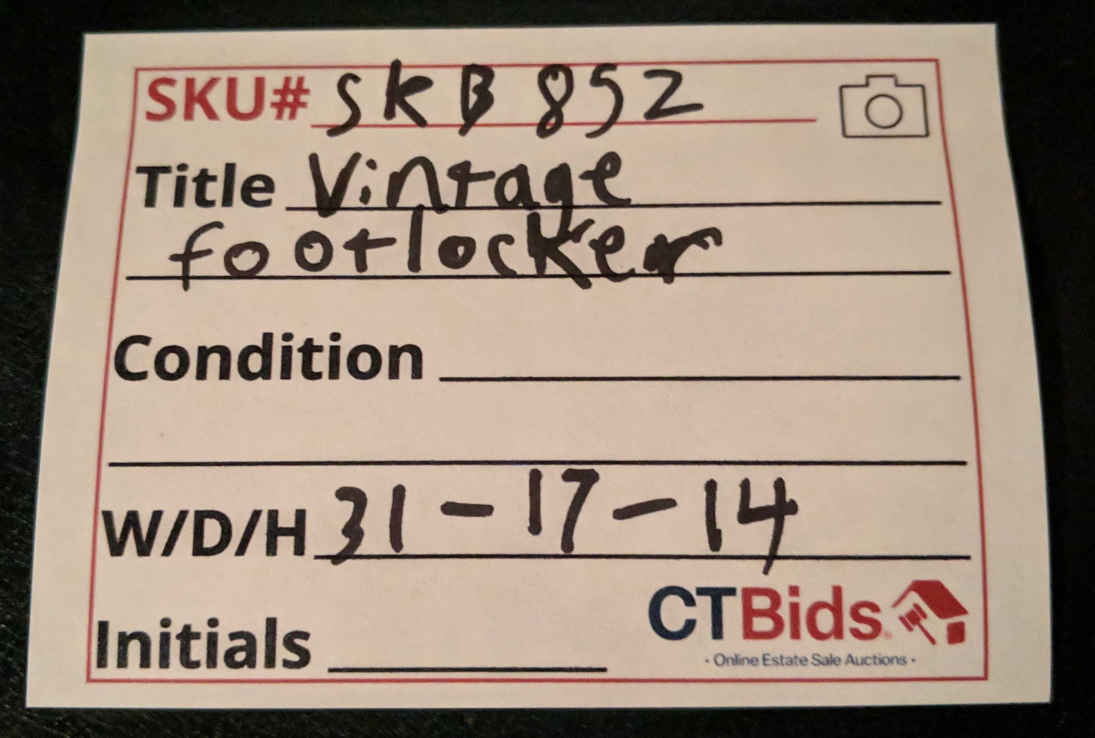 SKU# SKB 852
Title Vintage
footlocker
Condition
W/D/H 31-17-14
Initials
CTBids
- Online Estate Sale Auctions -